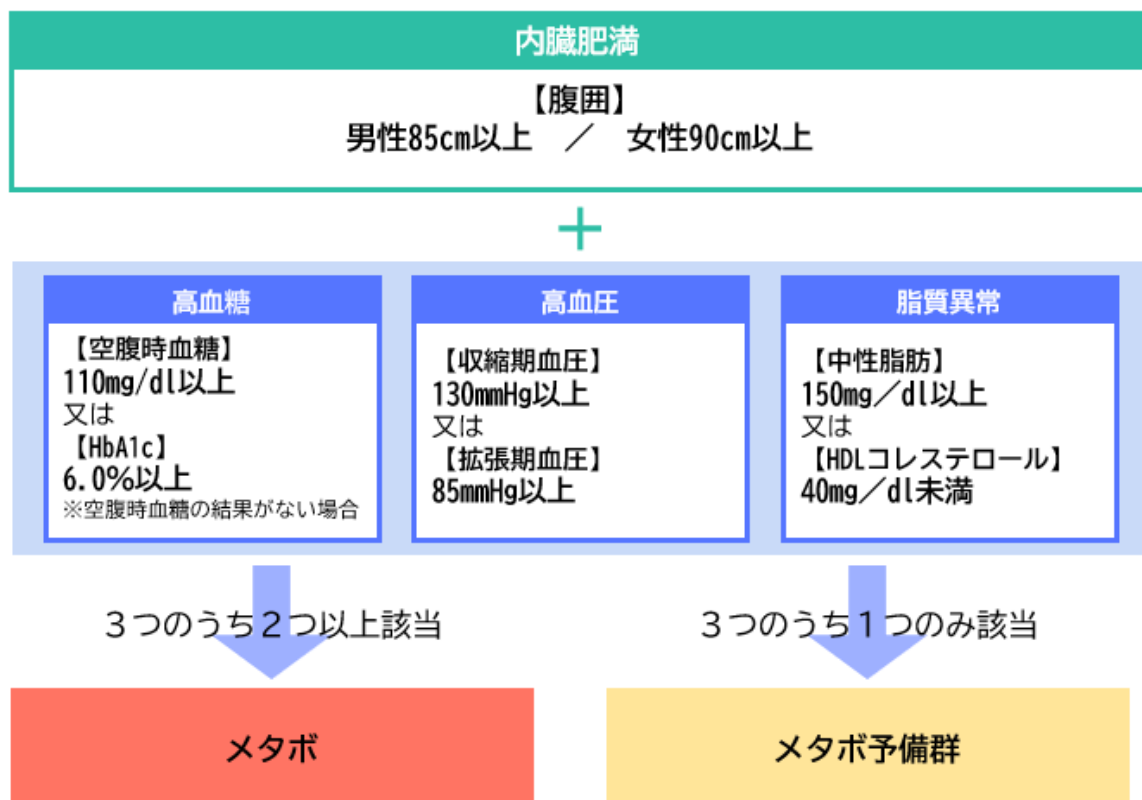 内臓肥満
【腹囲】
男性85cm以上　／　女性90cm以上
＋
高血糖
【空腹時血糖】
110mg/dl以上
又は
【HbA1c】
6.0%以上
※空腹時血糖の結果がない場合
高血圧
【収縮期血圧】
130mmHg以上
又は
【拡張期血圧】
85mmHg以上
脂質異常
【中性脂肪】
150mg／dl以上
又は
【HDLコレステロール】
40mg／dl未満
３つのうち２つ以上該当
３つのうち１つのみ該当
メタボ
メタボ予備群